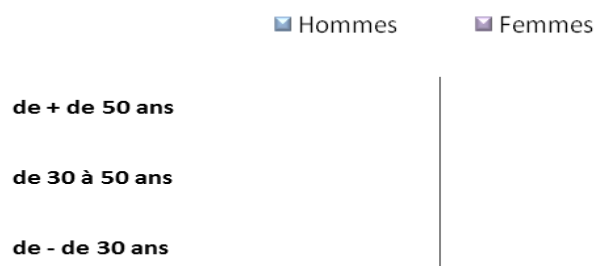 Hommes Femmes
de + de 50 ans
de 30 à 50 ans
de - de 30 ans